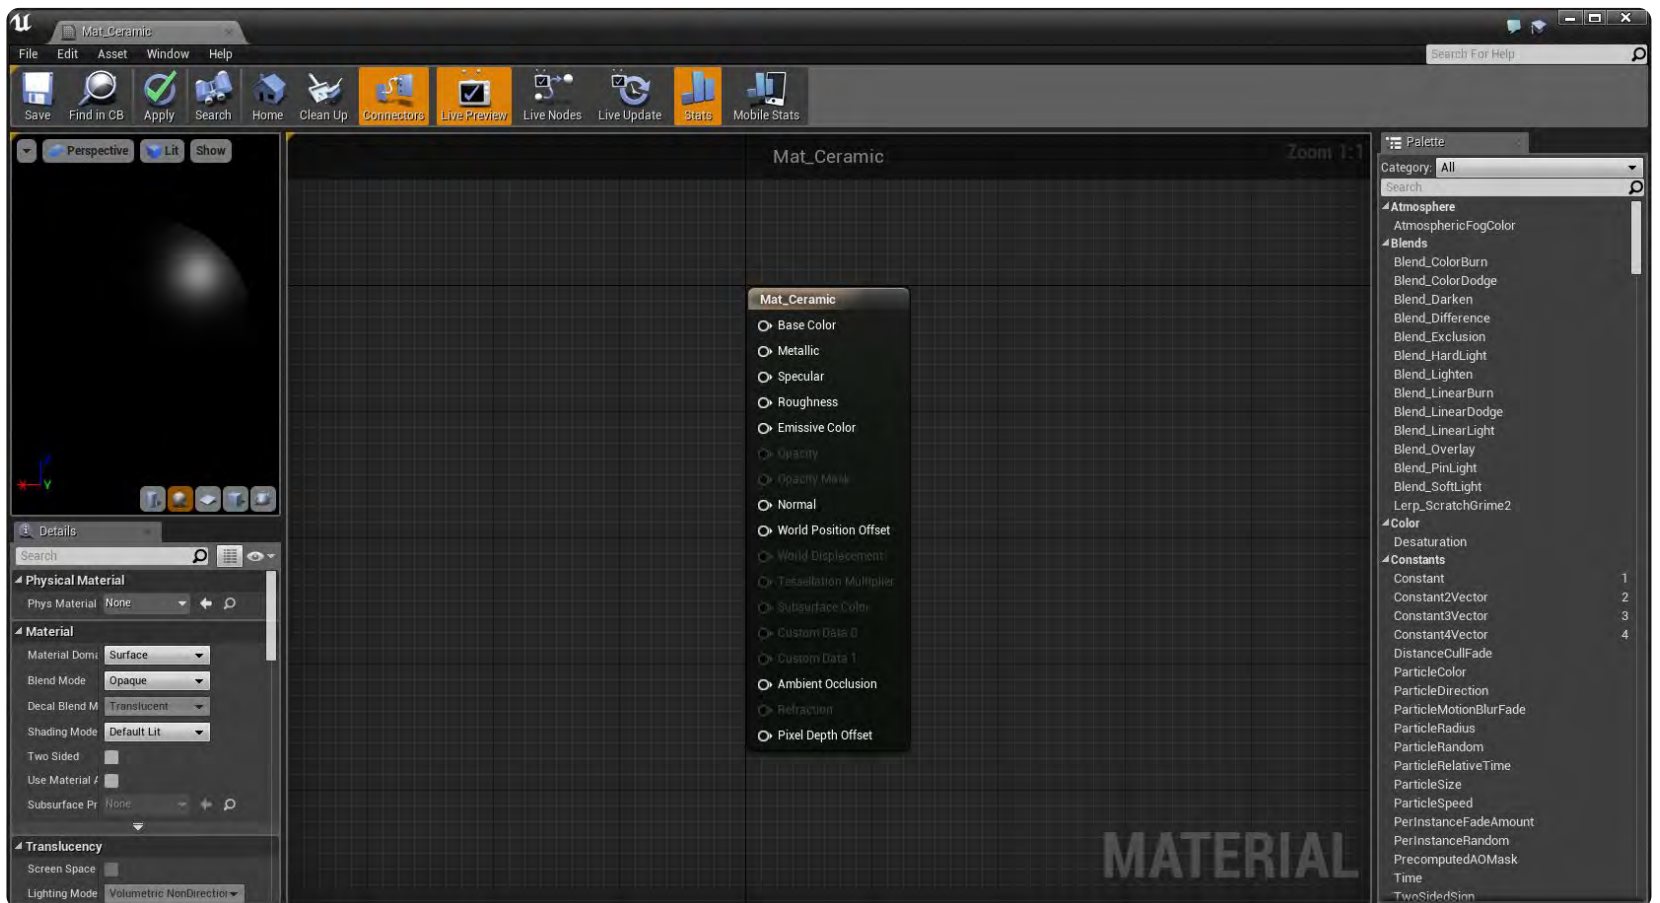 Mat_Ceramic
File Edit Asset Window Help
Search For Help
Save Find in CB Apply Search Home Clean Up Connectors Live Preview Live Nodes Live Update Stats Mobile Stats
Perspective Lit Show
Mat_Ceramic
Zoom 1:1
Mat_Ceramic
Base Color
Metallic
Specular
Roughness
Emissive Color
Opacity
Opacity Mask
Normal
World Position Offset
World Displacement
Tessellation Multiplier
Subsurface Color
Custom Data 0
Custom Data 1
Ambient Occlusion
Refraction
Pixel Depth Offset
MATERIAL
Details
Search
Physical Material
Phys Material None
Material
Material Doma Surface
Blend Mode Opaque
Decal Blend M Translucent
Shading Mode Default Lit
Two Sided
Use Material A
Subsurface Pr None
Translucency
Screen Space
Lighting Mode Volumetric NonDirection
Palette
Category: All
Search
Atmosphere
AtmosphericFogColor
Blends
Blend_ColorBurn
Blend_ColorDodge
Blend_Darken
Blend_Difference
Blend_Exclusion
Blend_HardLight
Blend_Lighten
Blend_LinearBurn
Blend_LinearDodge
Blend_LinearLight
Blend_Overlay
Blend_PinLight
Blend_SoftLight
Lerp_ScratchGrime2
Color
Desaturation
Constants
Constant 1
Constant2Vector 2
Constant3Vector 3
Constant4Vector 4
DistanceCullFade
ParticleColor
ParticleDirection
ParticleMotionBlurFade
ParticleRadius
ParticleRandom
ParticleRelativeTime
ParticleSize
ParticleSpeed
PerInstanceFadeAmount
PerInstanceRandom
PrecomputedAOMask
Time
TwoSidedSign